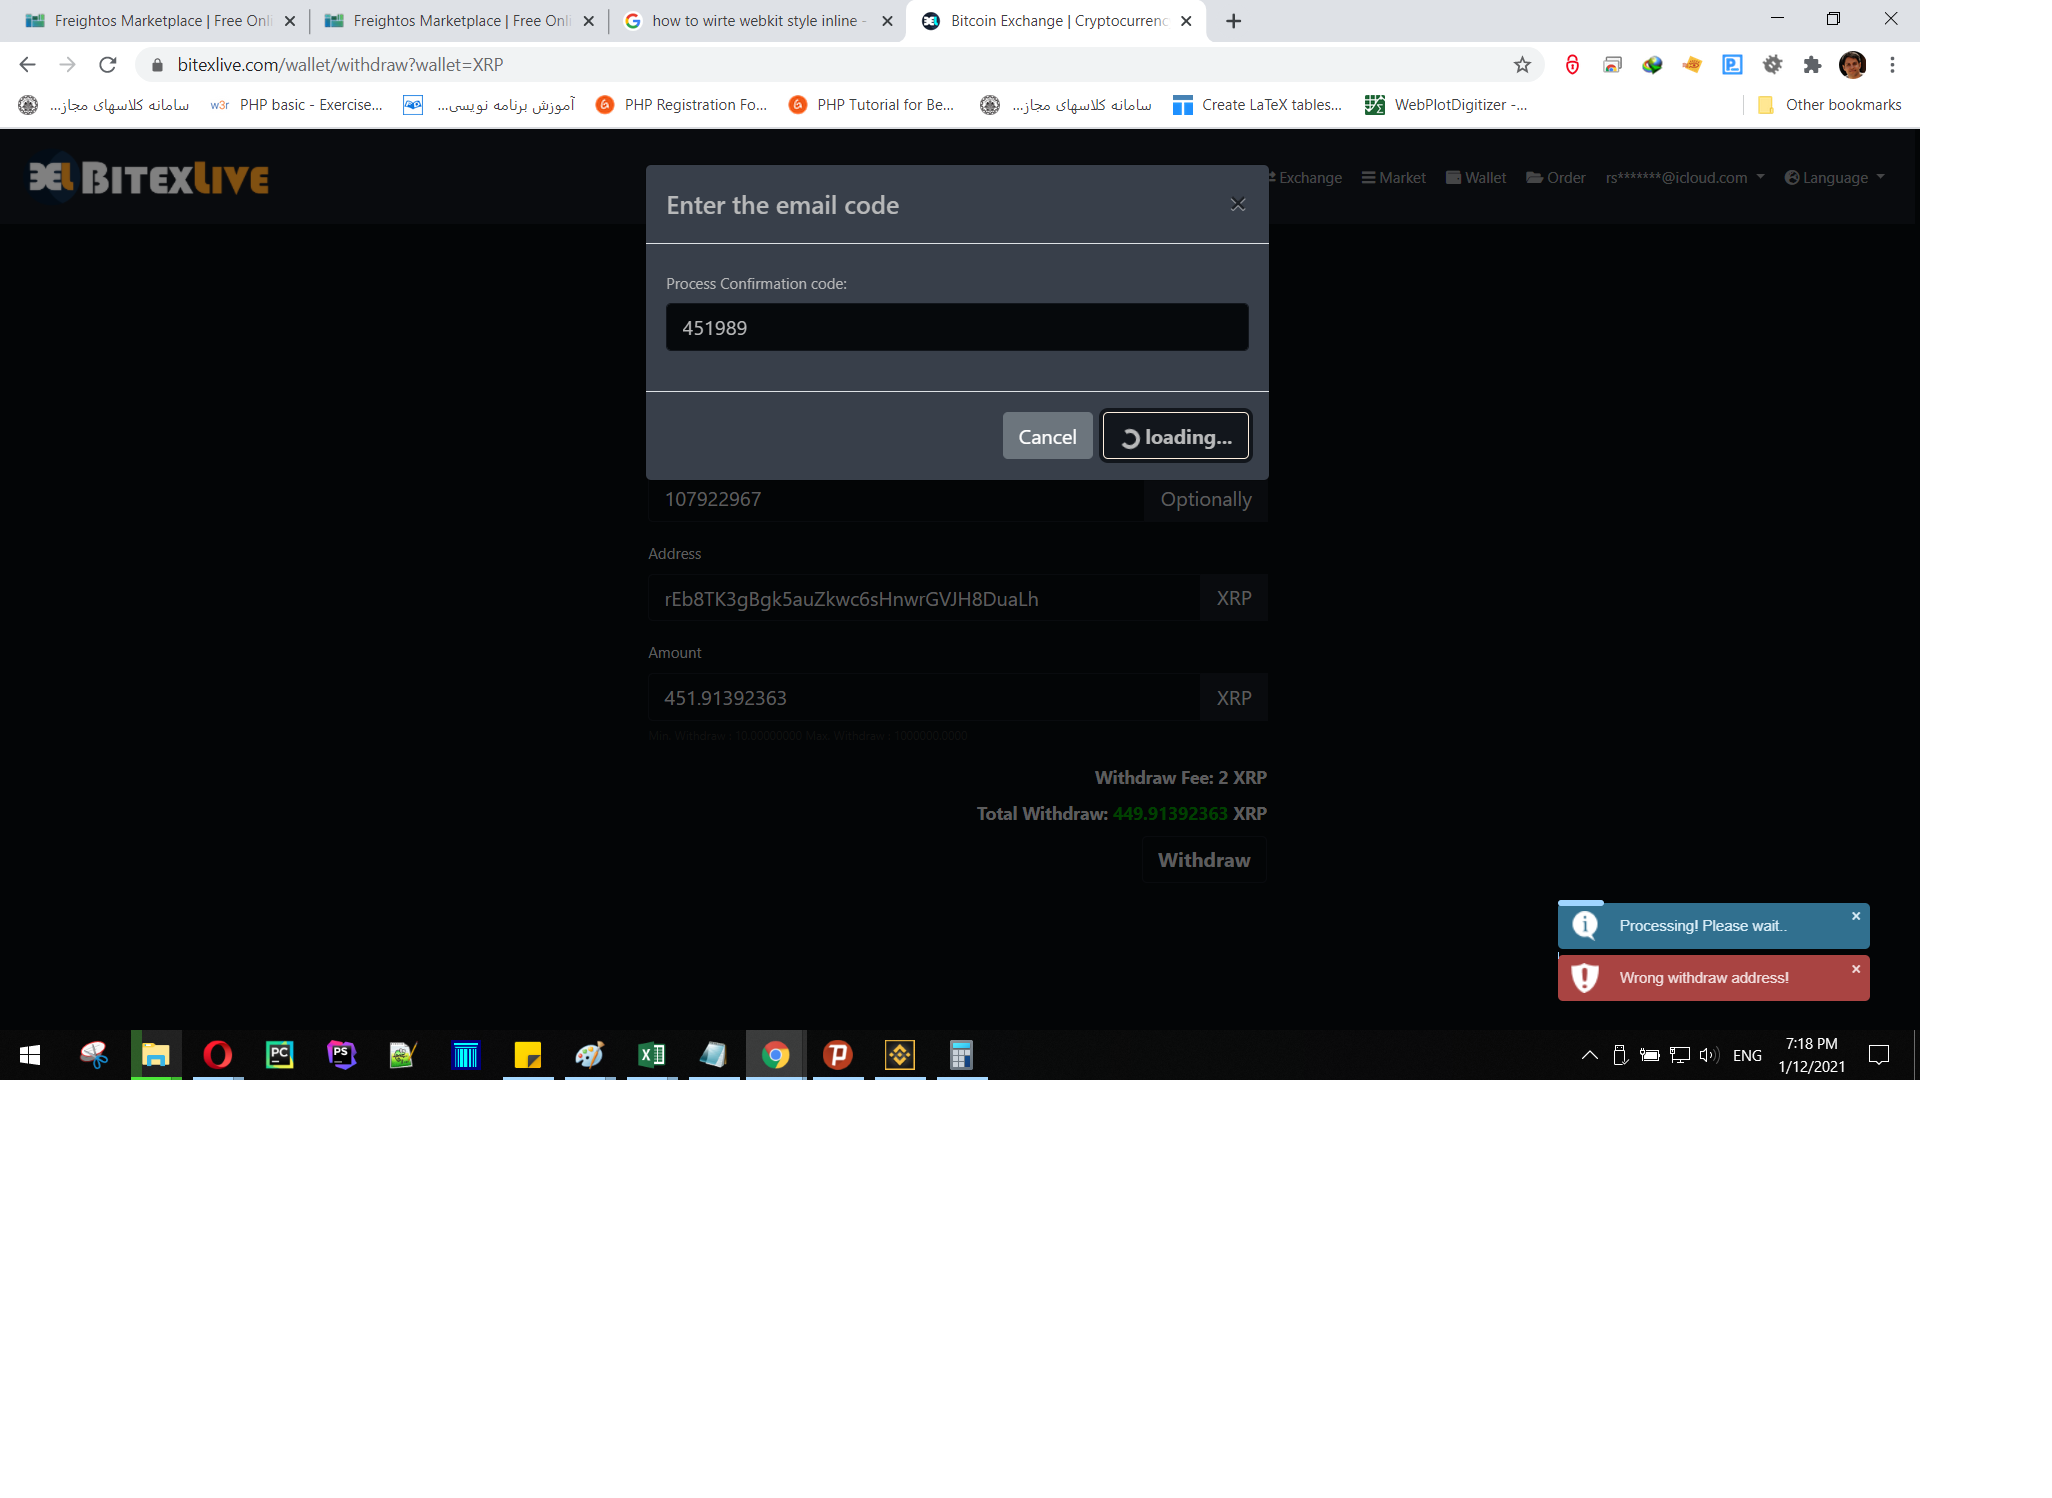 Freightos Marketplace | Free Onli
Freightos Marketplace | Free Onli
how to wirte webkit style inline -
Bitcoin Exchange | Cryptocurrenc
bitexlive.com/wallet/withdraw?wallet=XRP
سامانه کلاسهای مجاز...
w3r PHP basic - Exercise...
آموزش برنامه نویسی...
PHP Registration Fo...
PHP Tutorial for Be...
سامانه کلاسهای مجاز...
Create LaTeX tables...
WebPlotDigitizer -...
Other bookmarks
BITEXLIVE
Exchange
Market
Wallet
Order
rs*******@icloud.com
Language
Enter the email code
Process Confirmation code:
451989
Cancel
loading...
107922967
Optionally
Address
rEb8TK3gBgk5auZkwc6sHnwrGVJH8DuaLh
XRP
Amount
451.91392363
XRP
Min. Withdraw : 10.00000000 Max. Withdraw : 1000000.0000
Withdraw Fee: 2 XRP
Total Withdraw: 449.91392363 XRP
Withdraw
Processing! Please wait..
Wrong withdraw address!
PC
PS
ENG
7:18 PM
1/12/2021